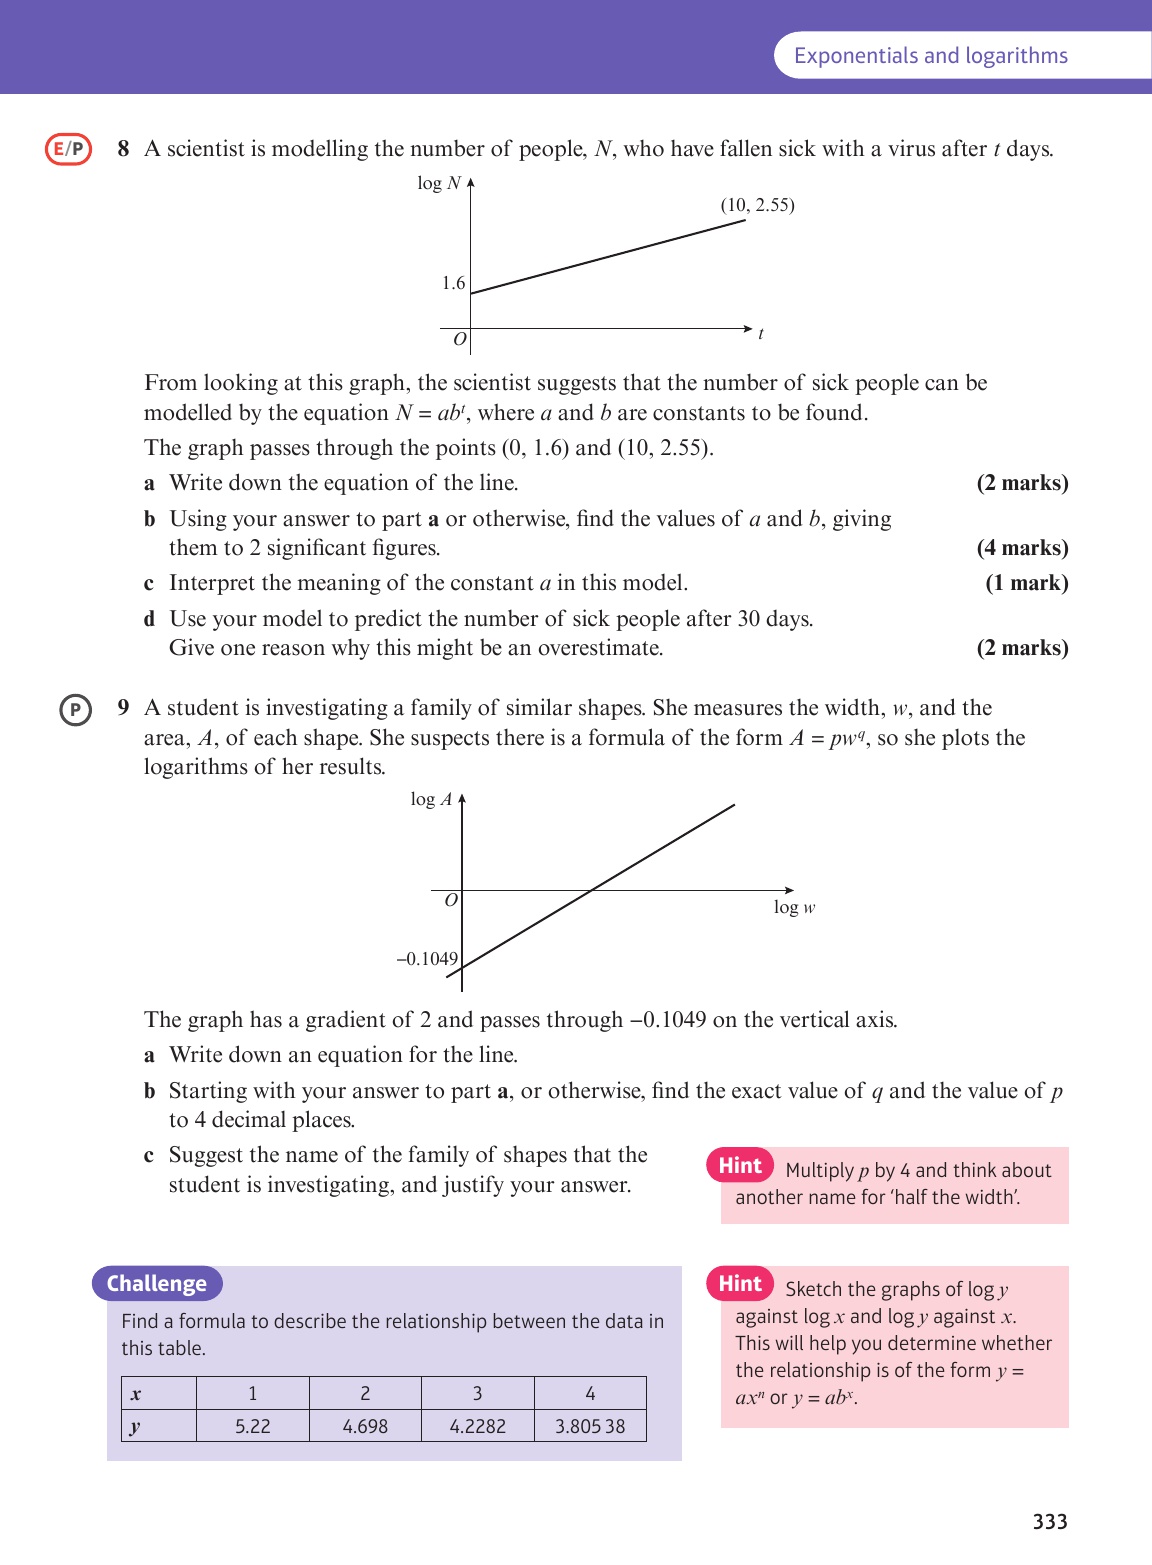 Exponentials and logarithms
E/P
8 A scientist is modelling the number of people, N, who have fallen sick with a virus after t days.
log N
(10, 2.55)
1.6
O
t
From looking at this graph, the scientist suggests that the number of sick people can be
modelled by the equation N = abᵗ, where a and b are constants to be found.
The graph passes through the points (0, 1.6) and (10, 2.55).
a Write down the equation of the line. (2 marks)
b Using your answer to part a or otherwise, find the values of a and b, giving
them to 2 significant figures. (4 marks)
c Interpret the meaning of the constant a in this model. (1 mark)
d Use your model to predict the number of sick people after 30 days.
Give one reason why this might be an overestimate. (2 marks)
P
9 A student is investigating a family of similar shapes. She measures the width, w, and the
area, A, of each shape. She suspects there is a formula of the form A = pw^q, so she plots the
logarithms of her results.
log A
O
log w
−0.1049
The graph has a gradient of 2 and passes through −0.1049 on the vertical axis.
a Write down an equation for the line.
b Starting with your answer to part a, or otherwise, find the exact value of q and the value of p
to 4 decimal places.
c Suggest the name of the family of shapes that the
student is investigating, and justify your answer.
Hint Multiply p by 4 and think about
another name for ‘half the width’.
Challenge
Find a formula to describe the relationship between the data in
this table.
x 1 2 3 4
y 5.22 4.698 4.2282 3.805 38
Hint Sketch the graphs of log y
against log x and log y against x.
This will help you determine whether
the relationship is of the form y =
axⁿ or y = abˣ.
333